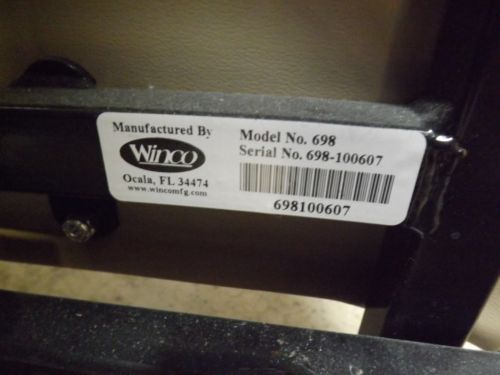 Manufactured By
Winco
Ocala, FL 34474
www.wincomfg.com
Model No. 698
Serial No. 698-100607
698100607